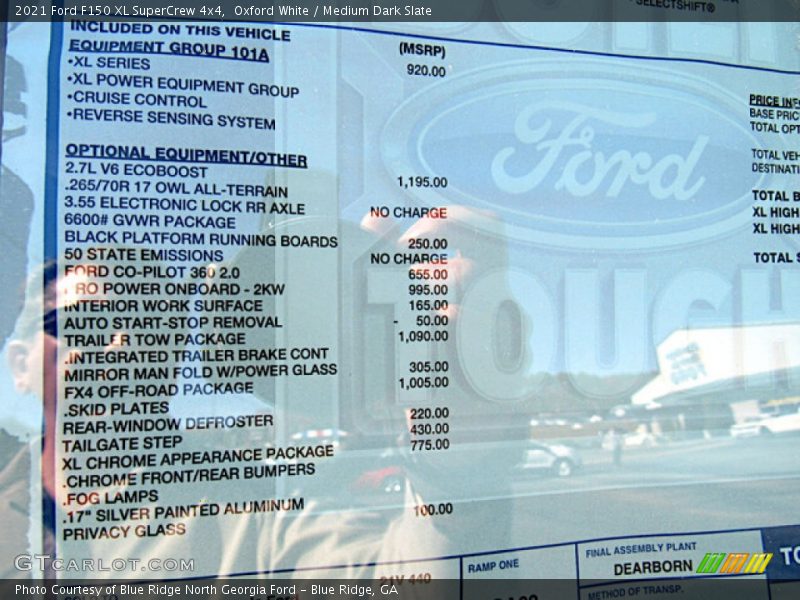 2021 Ford F150 XL SuperCrew 4x4, Oxford White / Medium Dark Slate
SELECTSHIFT®
INCLUDED ON THIS VEHICLE
(MSRP)
EQUIPMENT GROUP 101A 920.00
•XL SERIES
•XL POWER EQUIPMENT GROUP
•CRUISE CONTROL
•REVERSE SENSING SYSTEM
OPTIONAL EQUIPMENT/OTHER
2.7L V6 ECOBOOST 1,195.00
.265/70R 17 OWL ALL-TERRAIN
3.55 ELECTRONIC LOCK RR AXLE NO CHARGE
6600# GVWR PACKAGE
BLACK PLATFORM RUNNING BOARDS 250.00
50 STATE EMISSIONS NO CHARGE
FORD CO-PILOT 360 2.0 655.00
PRO POWER ONBOARD - 2KW 995.00
INTERIOR WORK SURFACE 165.00
AUTO START-STOP REMOVAL - 50.00
TRAILER TOW PACKAGE 1,090.00
.INTEGRATED TRAILER BRAKE CONT
MIRROR MAN FOLD W/POWER GLASS 305.00
FX4 OFF-ROAD PACKAGE 1,005.00
.SKID PLATES
REAR-WINDOW DEFROSTER 220.00
TAILGATE STEP 430.00
XL CHROME APPEARANCE PACKAGE 775.00
.CHROME FRONT/REAR BUMPERS
.FOG LAMPS
.17" SILVER PAINTED ALUMINUM
PRIVACY GLASS 100.00
Ford
TOUGH
PRICE
BASE
TOTAL
TOTAL
TOTAL
XL HIGH
XL HIGH
TOTAL
21V 440
RAMP ONE
FINAL ASSEMBLY PLANT
DEARBORN
METHOD OF TRANSP.
GTCARLOT.COM
Photo Courtesy of Blue Ridge North Georgia Ford – Blue Ridge, GA